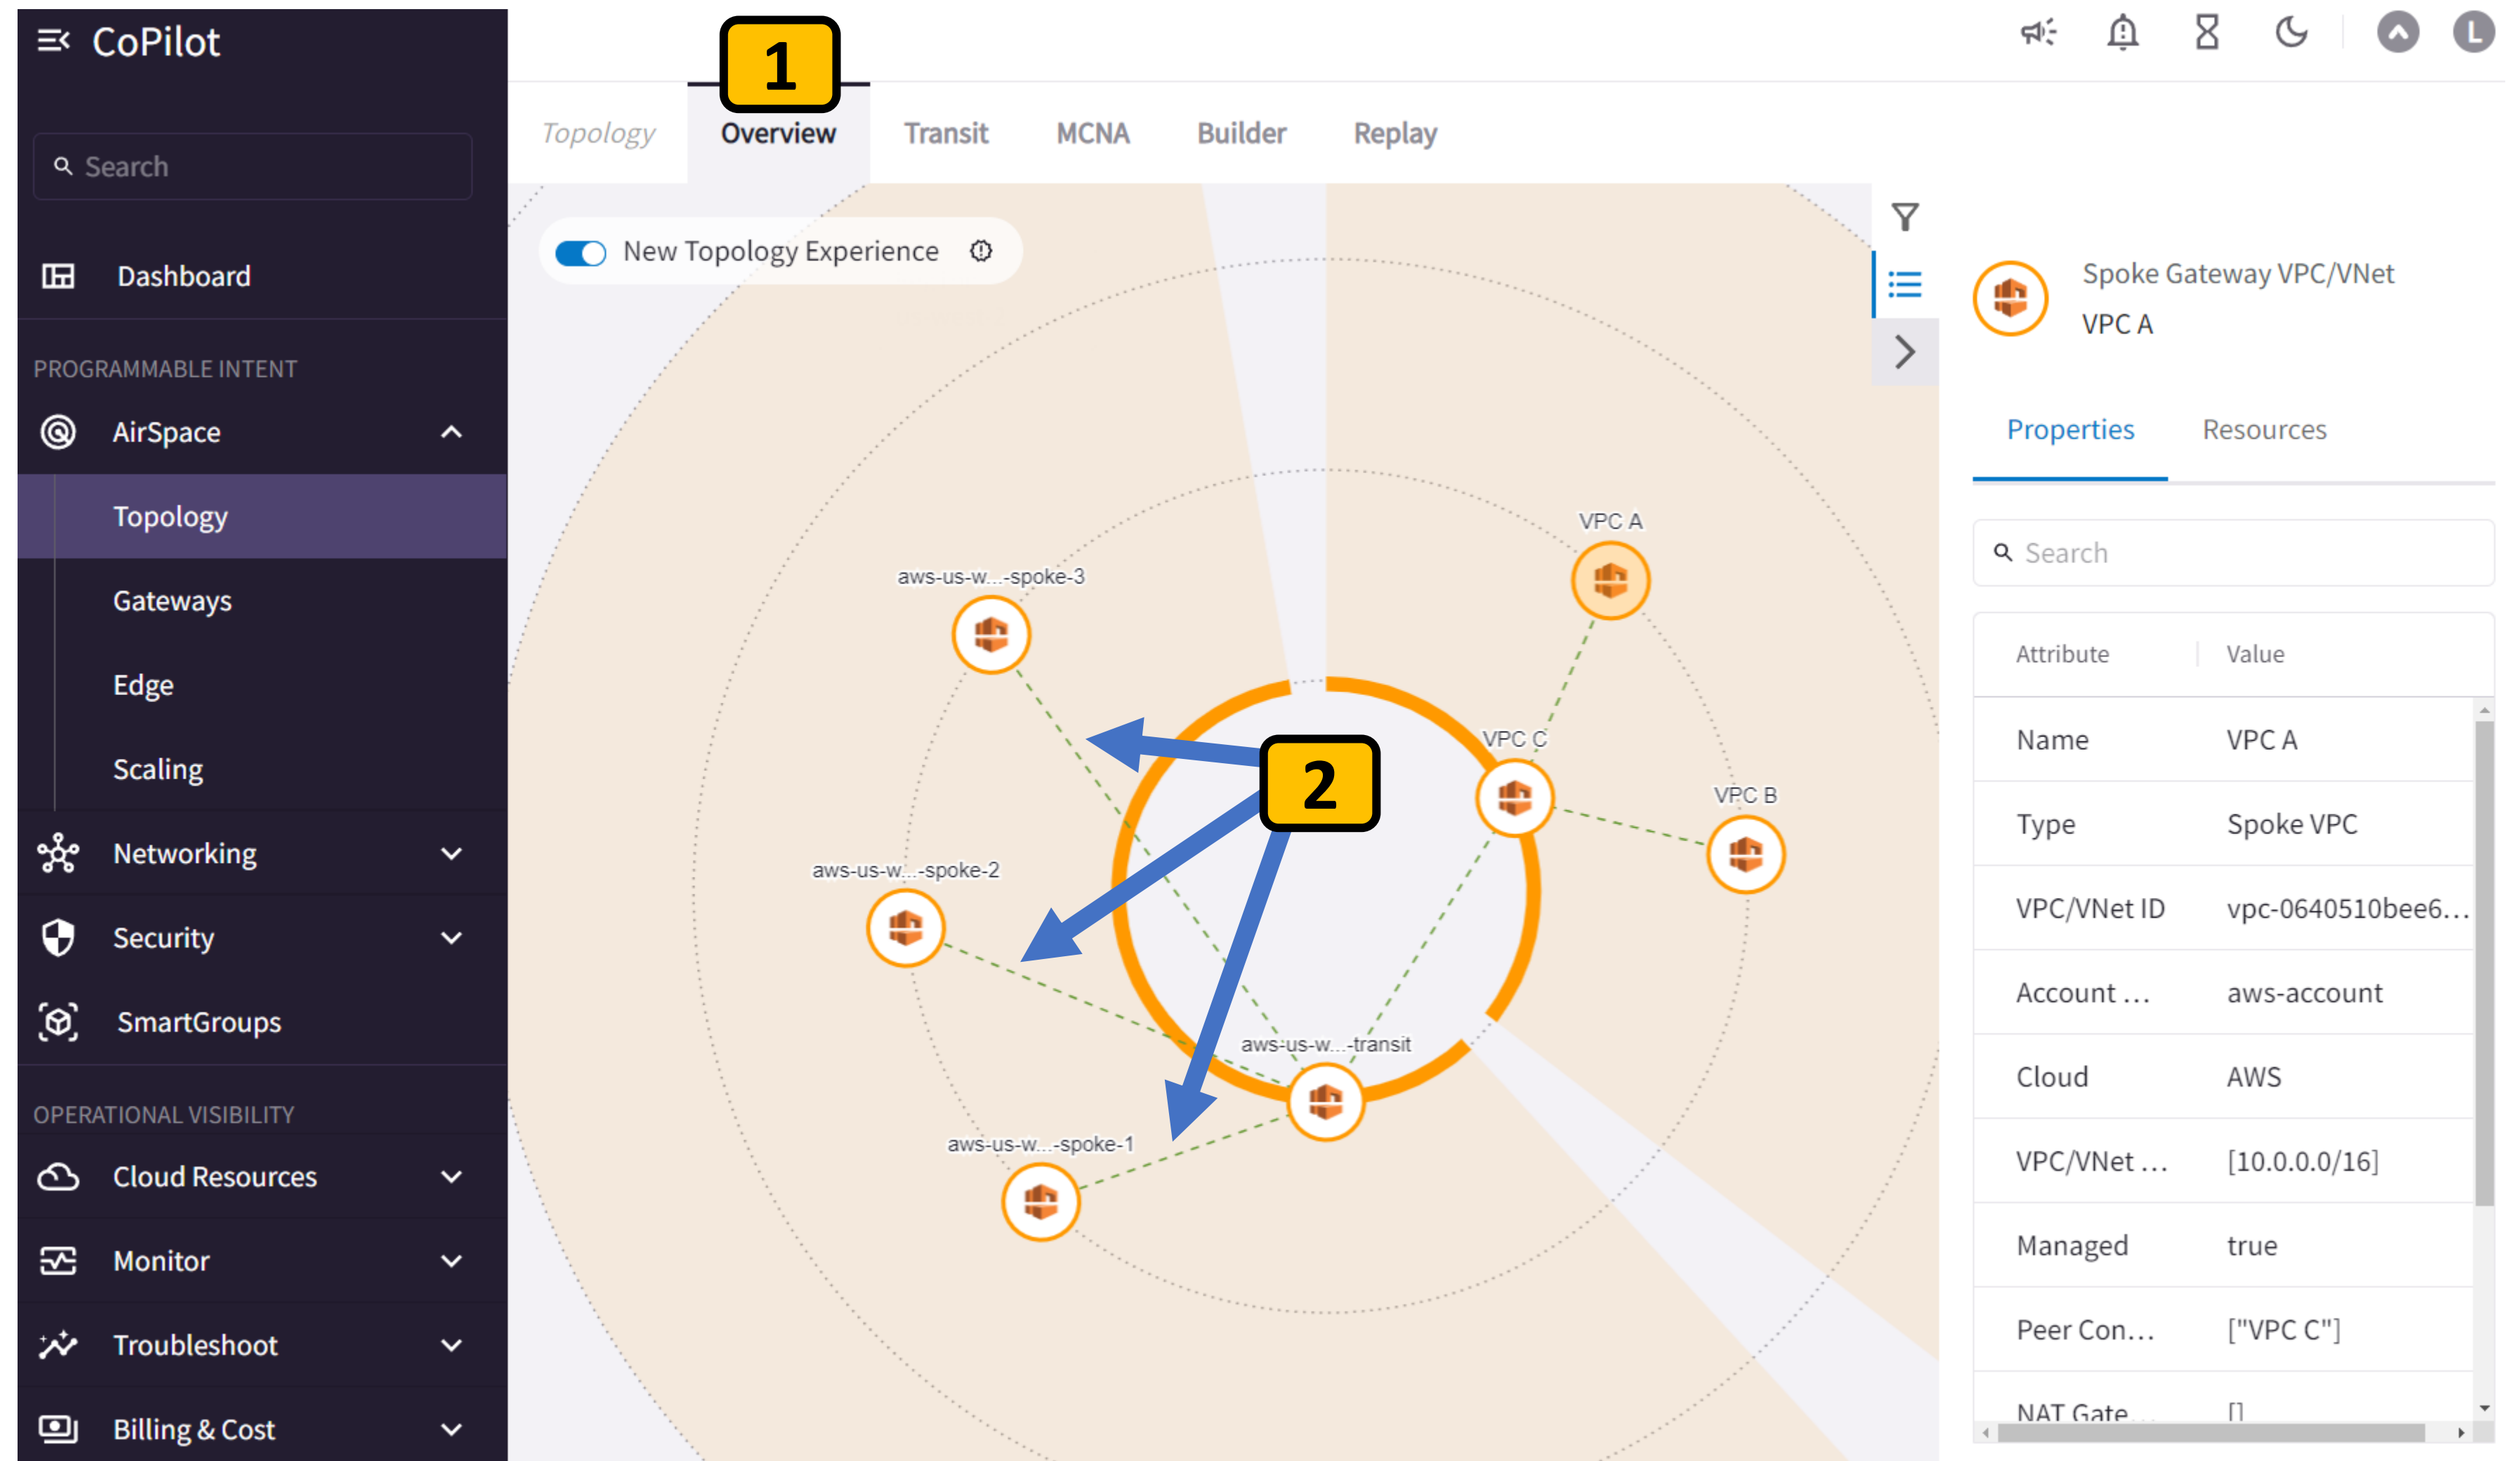 CoPilot
Search
Dashboard
PROGRAMMABLE INTENT
AirSpace
Topology
Gateways
Edge
Scaling
Networking
Security
SmartGroups
OPERATIONAL VISIBILITY
Cloud Resources
Monitor
Troubleshoot
Billing & Cost
L
1
Topology Overview Transit MCNA Builder Replay
New Topology Experience
VPC A
aws-us-w...-spoke-3
VPC C
2
VPC B
aws-us-w...-spoke-2
aws-us-w...-transit
aws-us-w...-spoke-1
Spoke Gateway VPC/VNet
VPC A
Properties Resources
Search
Attribute Value
Name VPC A
Type Spoke VPC
VPC/VNet ID vpc-0640510bee6...
Account ... aws-account
Cloud AWS
VPC/VNet ... [10.0.0.0/16]
Managed true
Peer Con... ["VPC C"]
NAT Gate... []